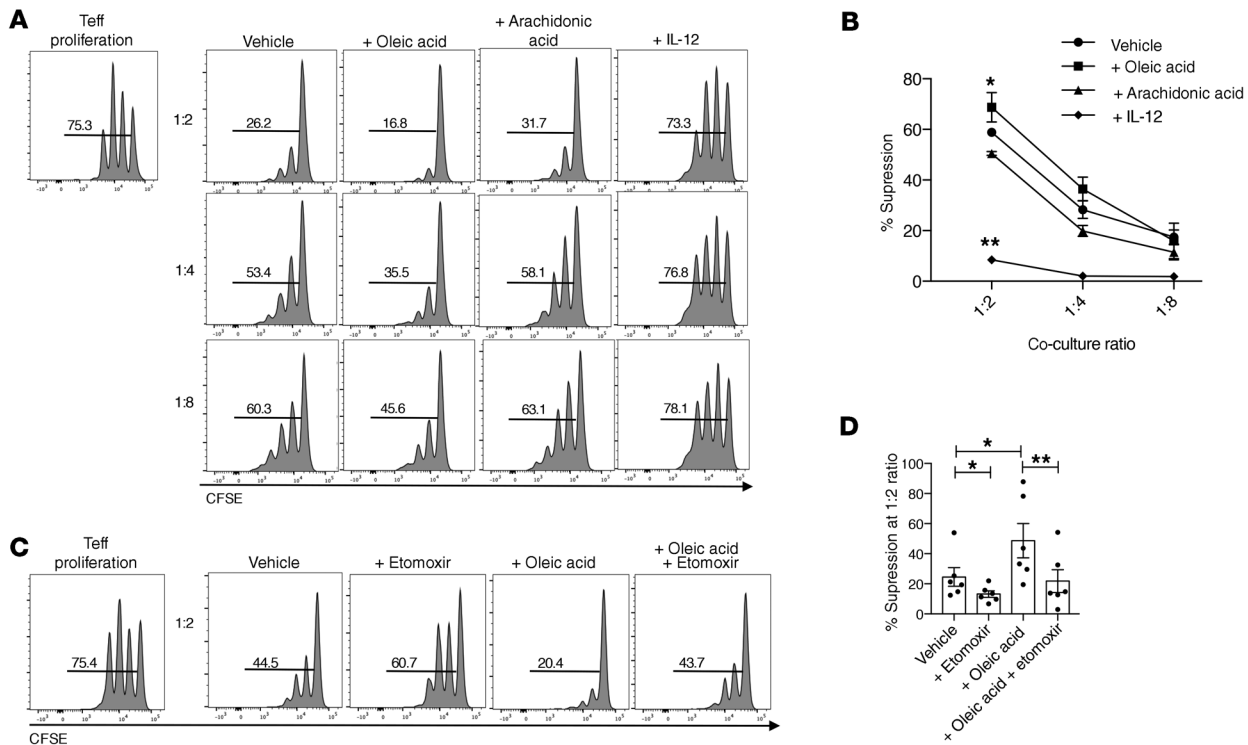 A
Teff
proliferation
Vehicle
+ Oleic acid
+ Arachidonic
acid
+ IL-12
75.3
1:2
26.2
16.8
31.7
73.3
1:4
53.4
35.5
58.1
76.8
1:8
60.3
45.6
63.1
78.1
CFSE
B
Vehicle
+ Oleic acid
+ Arachidonic acid
+ IL-12
% Supression
80
60
40
20
0
*
**
1:2
1:4
1:8
Co-culture ratio
C
Teff
proliferation
Vehicle
+ Etomoxir
+ Oleic acid
+ Oleic acid
+ Etomoxir
75.4
1:2
44.5
60.7
20.4
43.7
CFSE
D
% Supression at 1:2 ratio
100
80
60
40
20
0
*
*
**
Vehicle
+ Etomoxir
+ Oleic acid
+ Oleic acid + etomoxir